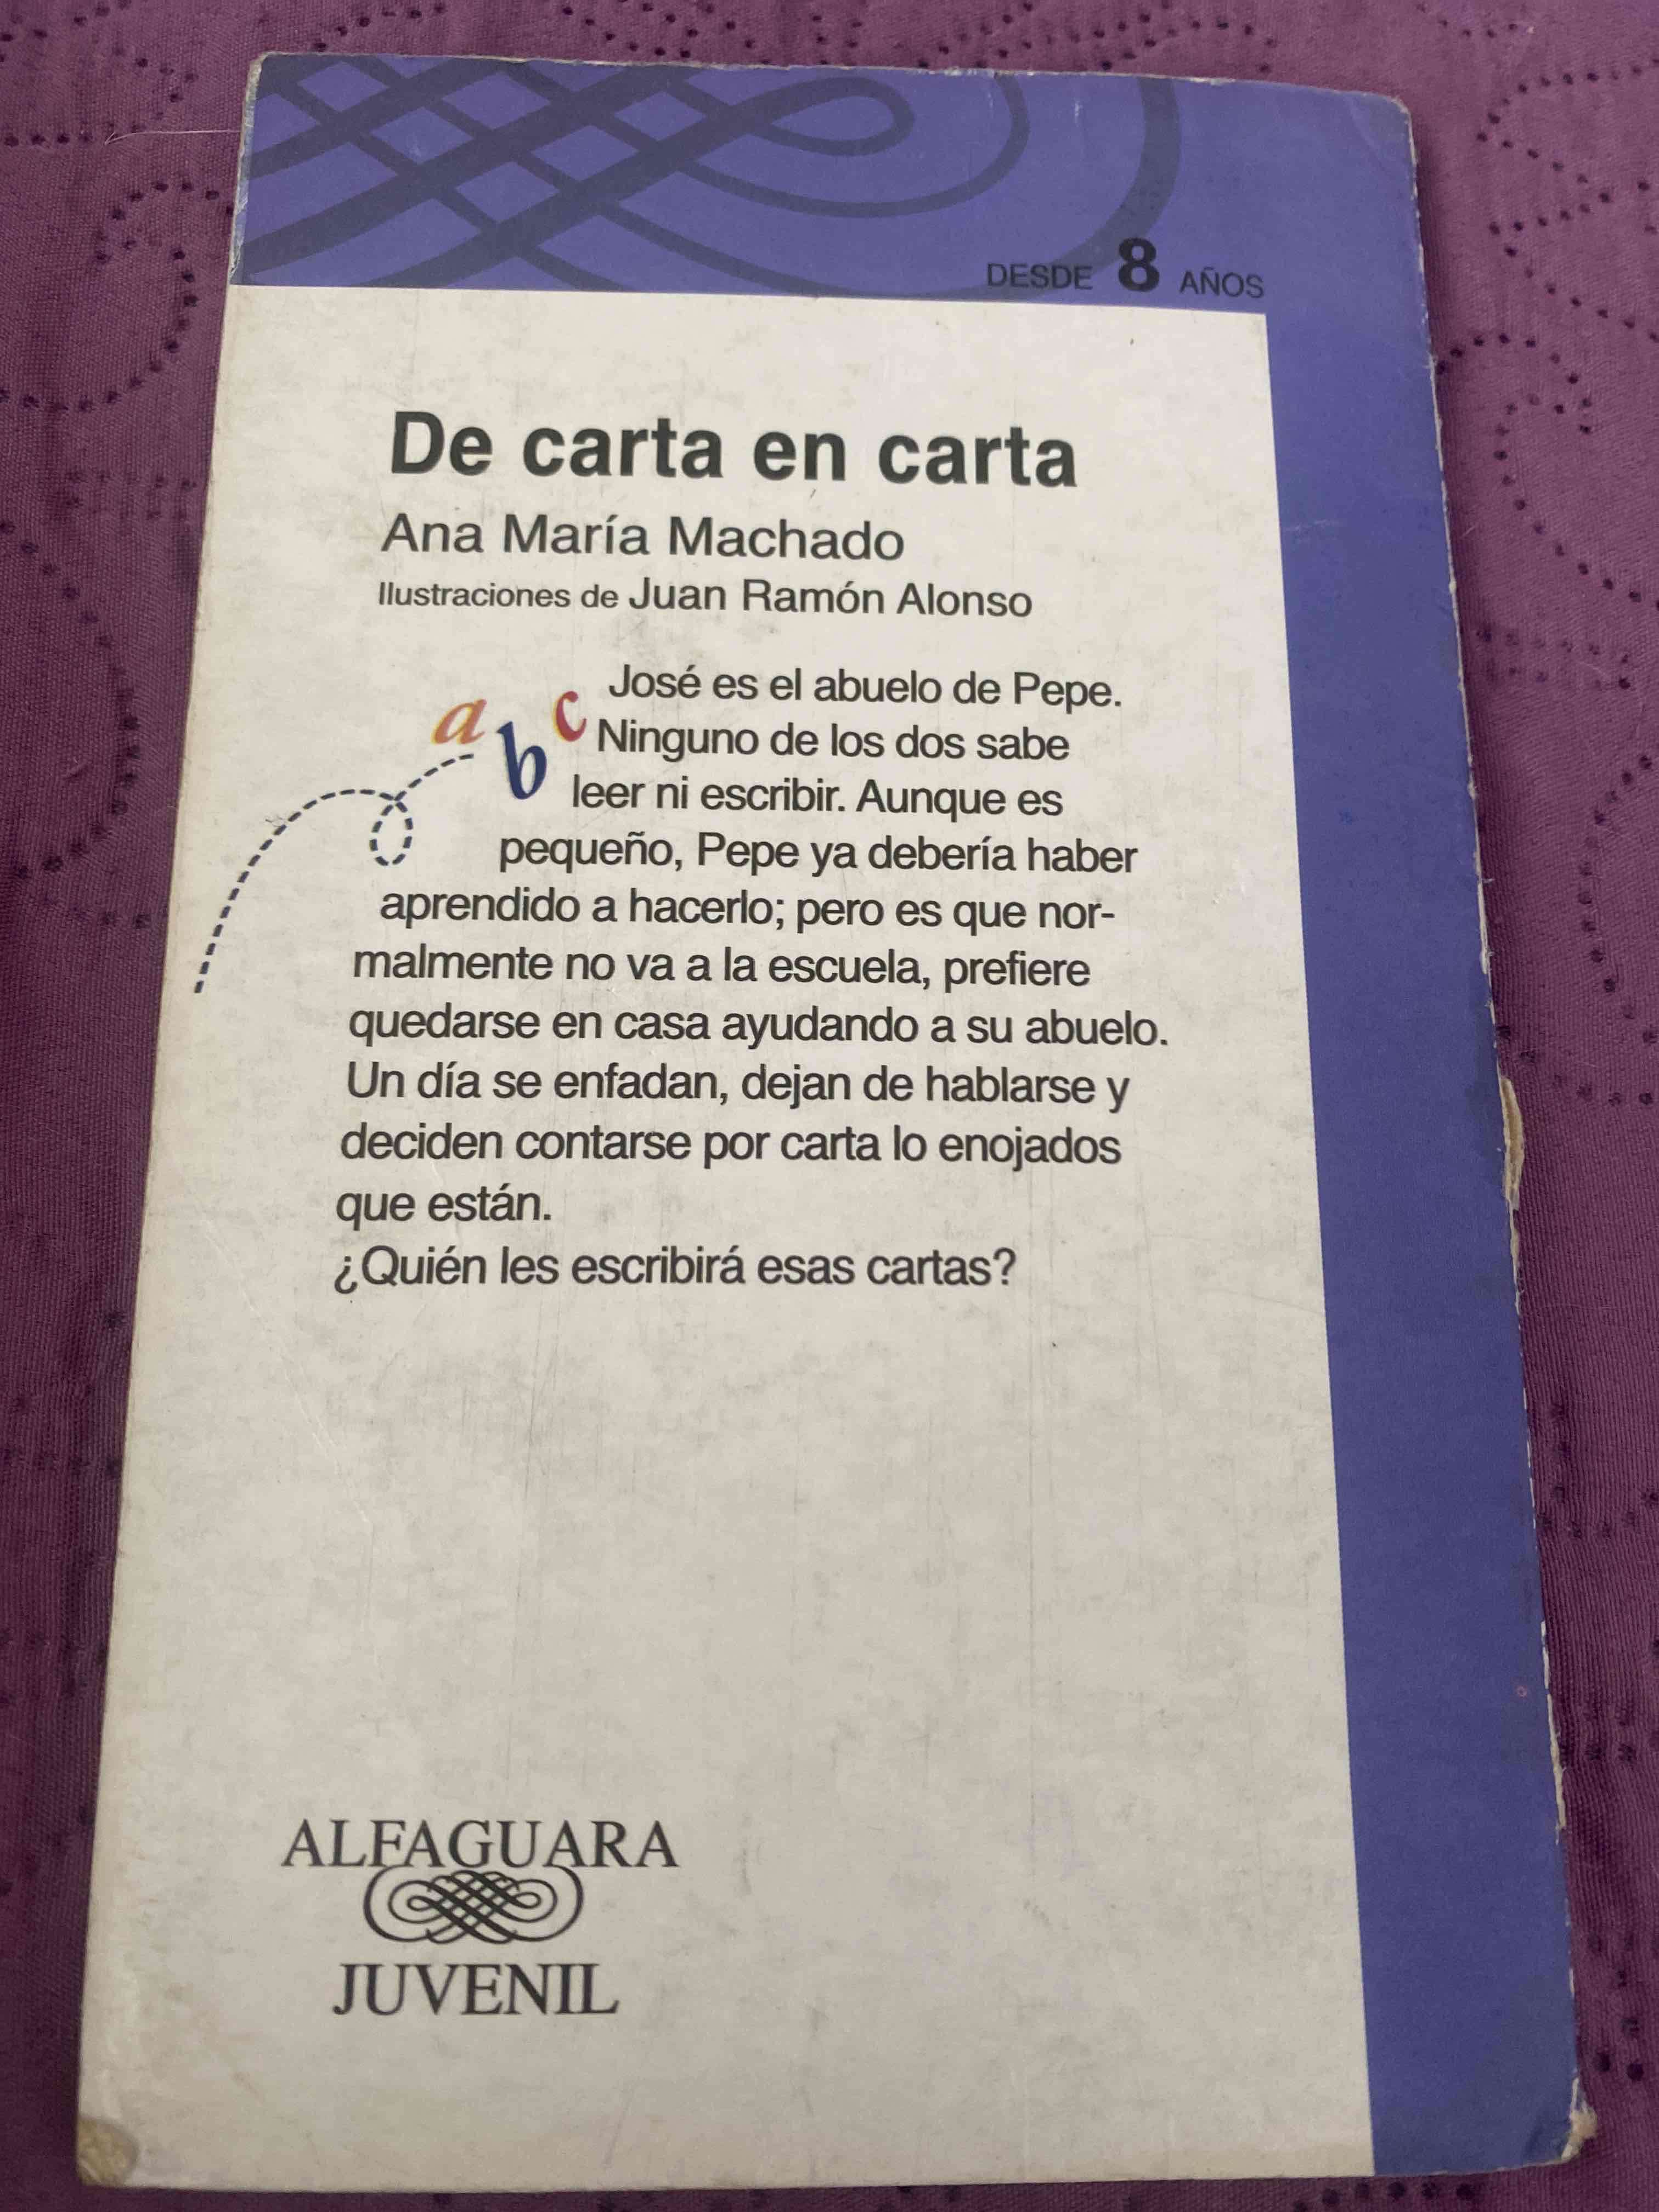 DESDE 8 AÑOS
De carta en carta
Ana María Machado
Ilustraciones de Juan Ramón Alonso
a b c
José es el abuelo de Pepe.
Ninguno de los dos sabe
leer ni escribir. Aunque es
pequeño, Pepe ya debería haber
aprendido a hacerlo; pero es que nor-
malmente no va a la escuela, prefiere
quedarse en casa ayudando a su abuelo.
Un día se enfadan, dejan de hablarse y
deciden contarse por carta lo enojados
que están.
¿Quién les escribirá esas cartas?
ALFAGUARA
JUVENIL